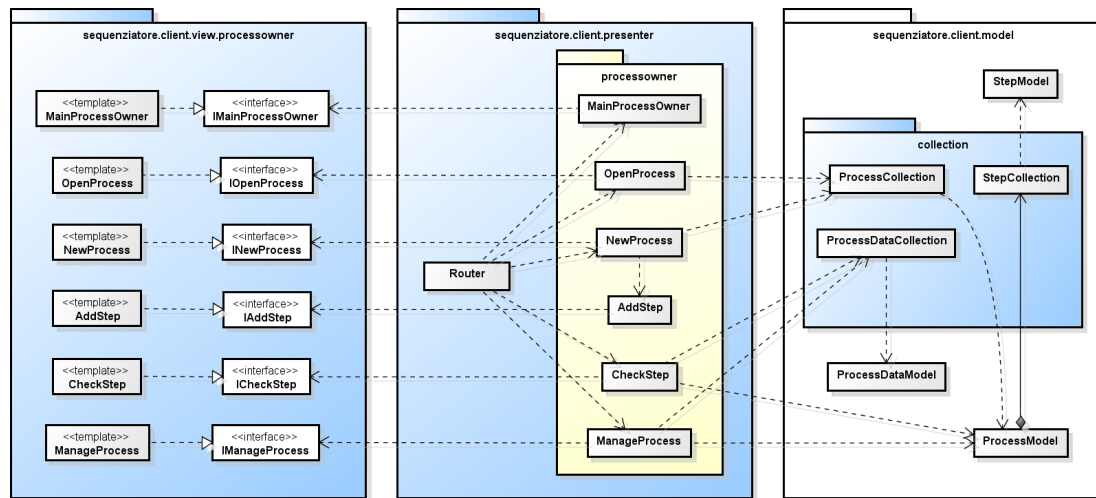 sequenziatore.client.view.processowner
<<template>>
MainProcessOwner
<<interface>>
IMainProcessOwner
<<template>>
OpenProcess
<<interface>>
IOpenProcess
<<template>>
NewProcess
<<interface>>
INewProcess
<<template>>
AddStep
<<interface>>
IAddStep
<<template>>
CheckStep
<<interface>>
ICheckStep
<<template>>
ManageProcess
<<interface>>
IManageProcess
sequenziatore.client.presenter
processowner
MainProcessOwner
OpenProcess
NewProcess
Router
AddStep
CheckStep
ManageProcess
sequenziatore.client.model
StepModel
collection
ProcessCollection
StepCollection
ProcessDataCollection
ProcessDataModel
ProcessModel